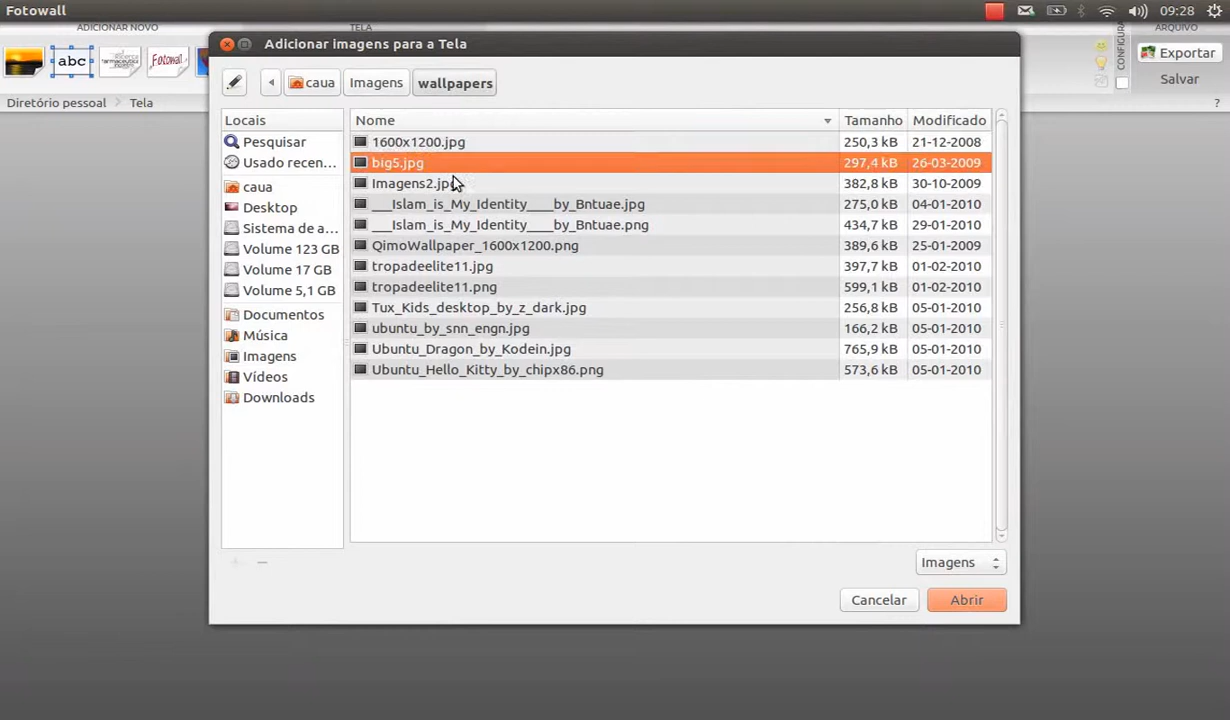 Fotowall
09:28
ADICIONAR NOVO
TELA
CONFIGURA
ARQUIVO
abc
Fotowall
Exportar
Salvar
Diretório pessoal
Tela
?
Adicionar imagens para a Tela
caua
Imagens
wallpapers
Locais
Pesquisar
Usado recen...
caua
Desktop
Sistema de a...
Volume 123 GB
Volume 17 GB
Volume 5,1 GB
Documentos
Música
Imagens
Vídeos
Downloads
Nome Tamanho Modificado
1600x1200.jpg 250,3 kB 21-12-2008
big5.jpg 297,4 kB 26-03-2009
Imagens2.jpg 382,8 kB 30-10-2009
___Islam_is_My_Identity____by_Bntuae.jpg 275,0 kB 04-01-2010
___Islam_is_My_Identity____by_Bntuae.png 434,7 kB 29-01-2010
QimoWallpaper_1600x1200.png 389,6 kB 25-01-2009
tropadeelite11.jpg 397,7 kB 01-02-2010
tropadeelite11.png 599,1 kB 01-02-2010
Tux_Kids_desktop_by_z_dark.jpg 256,8 kB 05-01-2010
ubuntu_by_snn_engn.jpg 166,2 kB 05-01-2010
Ubuntu_Dragon_by_Kodein.jpg 765,9 kB 05-01-2010
Ubuntu_Hello_Kitty_by_chipx86.png 573,6 kB 05-01-2010
Imagens
Cancelar
Abrir